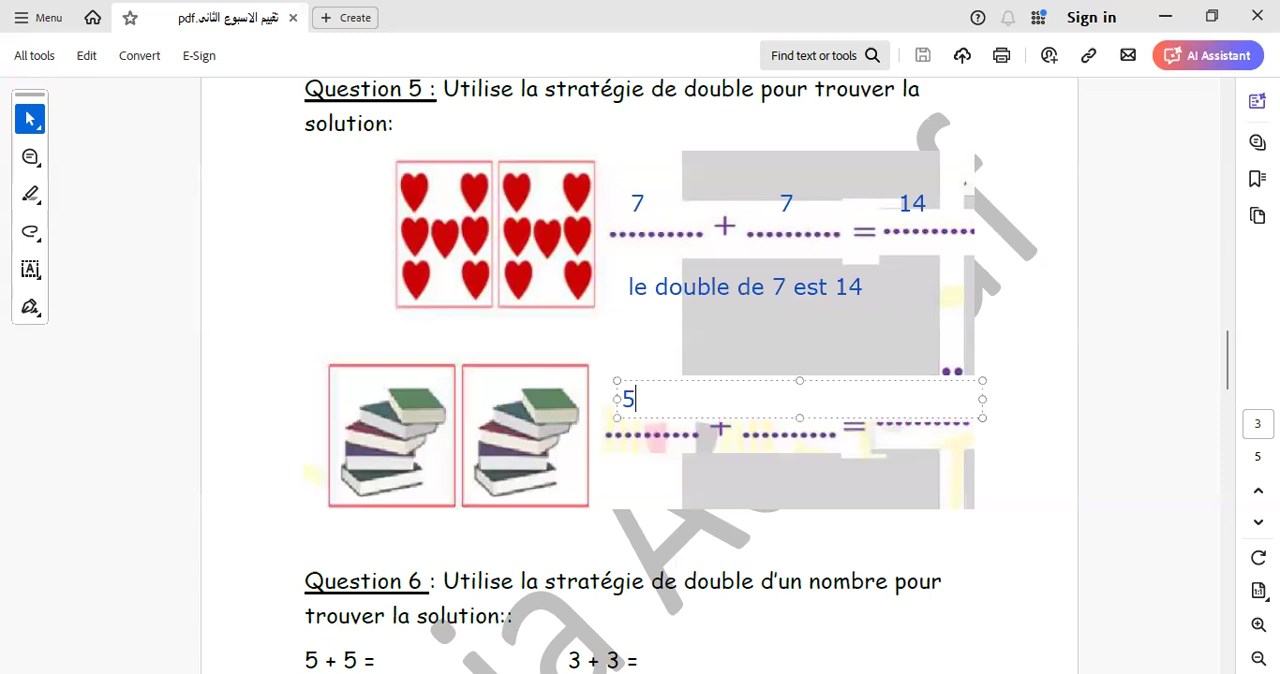 Menu
تقييم الاسبوع الثانى.pdf
Create
Sign in
All tools
Edit
Convert
E-Sign
Find text or tools
AI Assistant
Question 5 : Utilise la stratégie de double pour trouver la
solution:
7 + 7 = 14
le double de 7 est 14
5
+ =
Question 6 : Utilise la stratégie de double d'un nombre pour
trouver la solution::
5 + 5 = 3 + 3 =
3
5
1:1